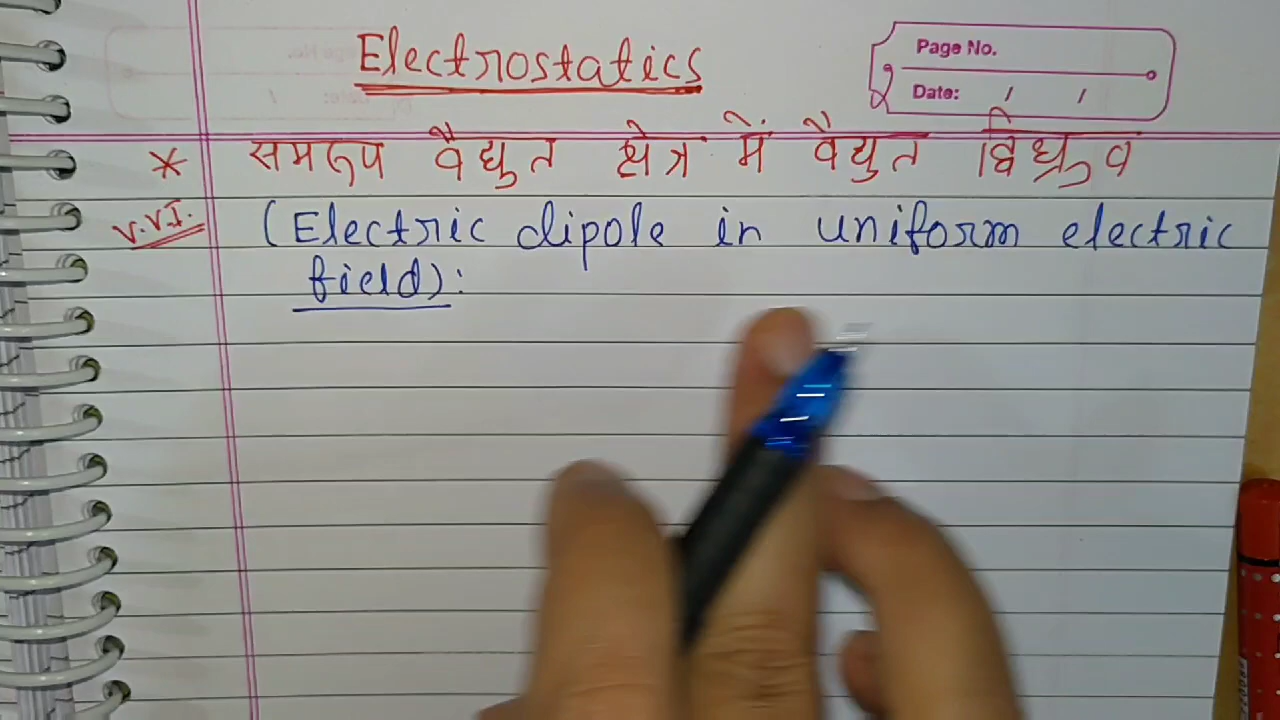 Electrostatics
Page No.
Date: / /
* समरूप वैद्युत क्षेत्र में वैद्युत द्विध्रुव
V.V.I. (Electric dipole in uniform electric
field):